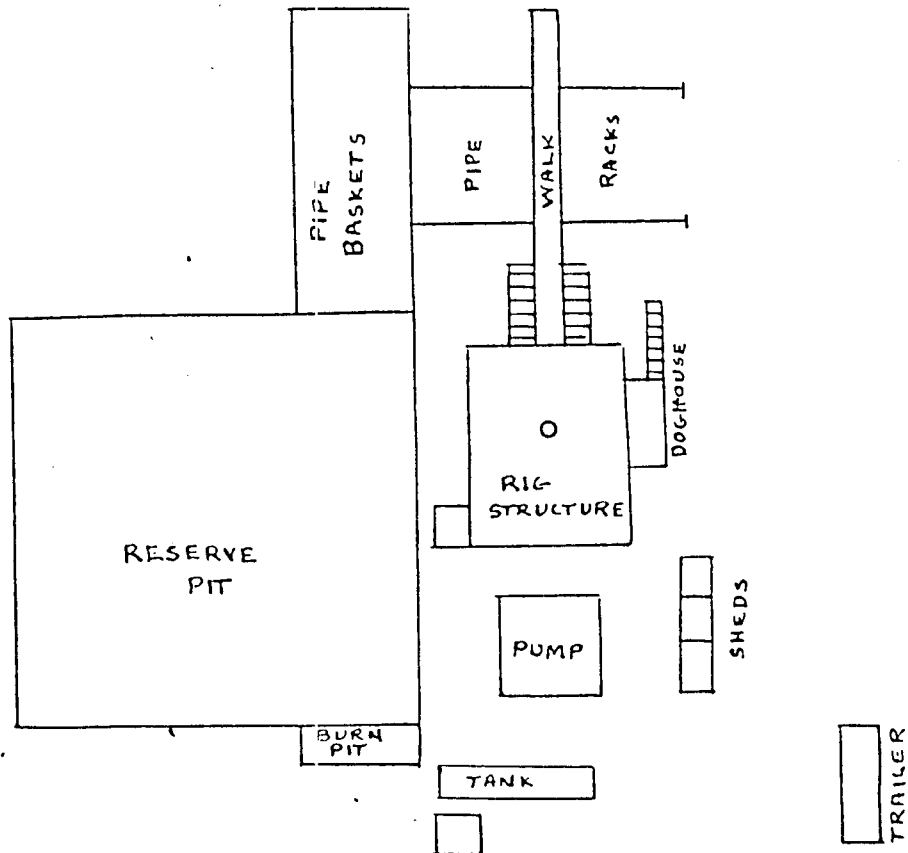 PIPE
BASKETS
PIPE
WALK
RACKS
DOGHOUSE
RIG
STRUCTURE
RESERVE
PIT
PUMP
SHEDS
BURN
PIT
TANK
TRAILER